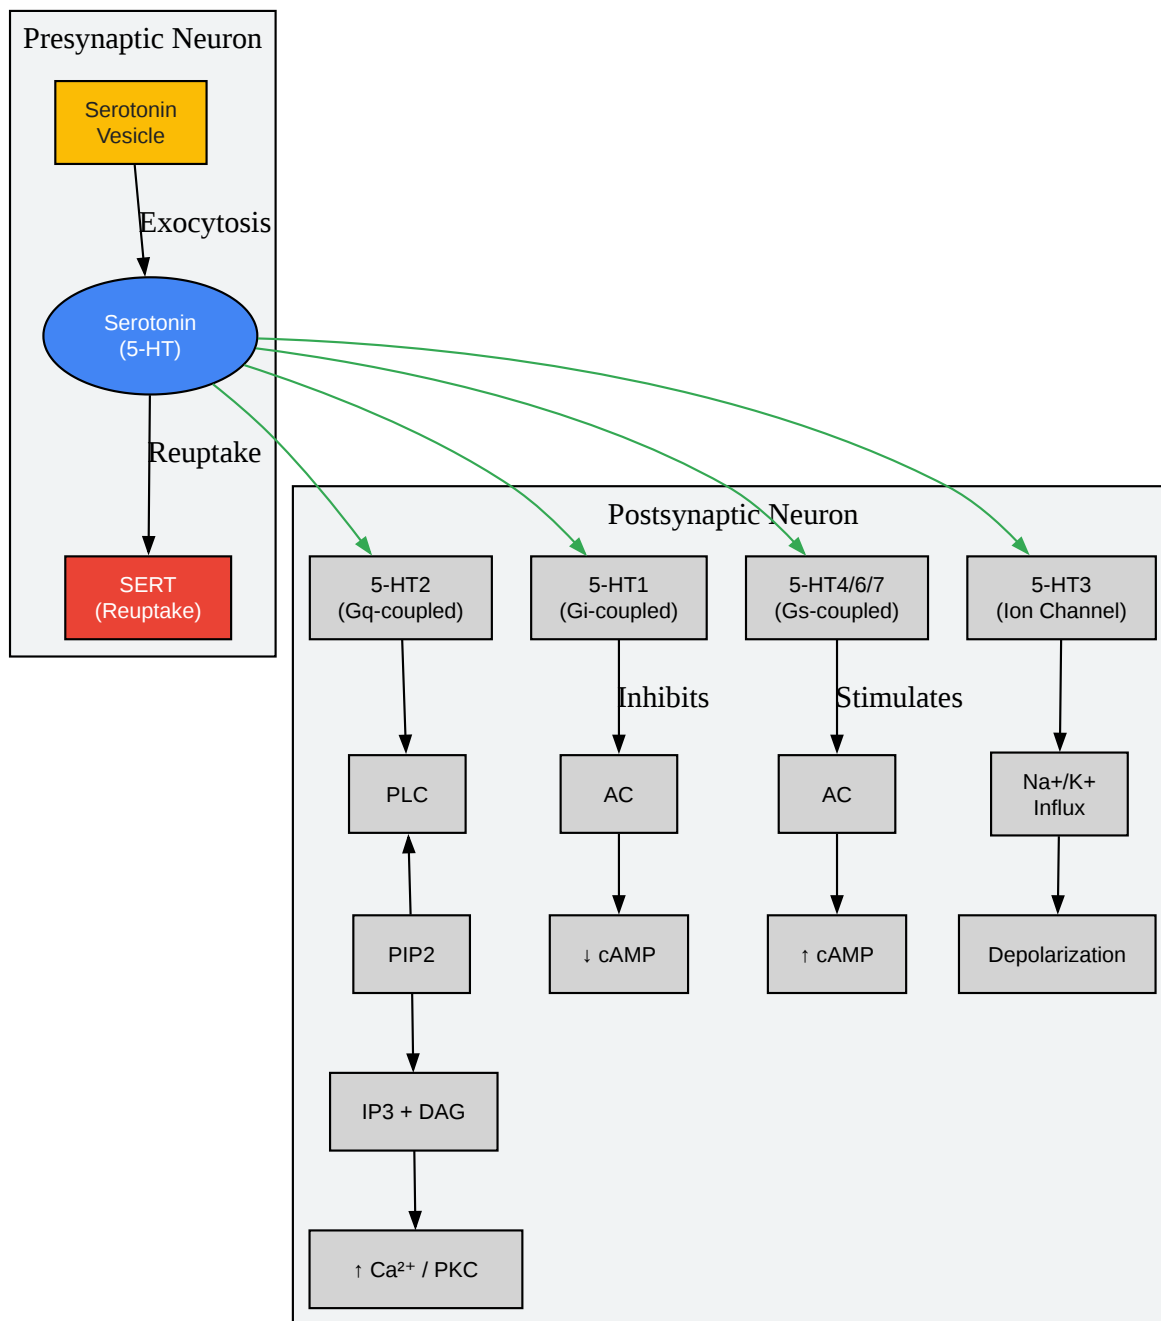 Presynaptic Neuron
Serotonin
Vesicle
Exocytosis
Serotonin
(5-HT)
Reuptake
SERT
(Reuptake)
Postsynaptic Neuron
5-HT2
(Gq-coupled)
5-HT1
(Gi-coupled)
5-HT4/6/7
(Gs-coupled)
5-HT3
(Ion Channel)
Inhibits
Stimulates
PLC
AC
AC
Na+/K+
Influx
PIP2
↓ cAMP
↑ cAMP
Depolarization
IP3 + DAG
↑ Ca²⁺ / PKC